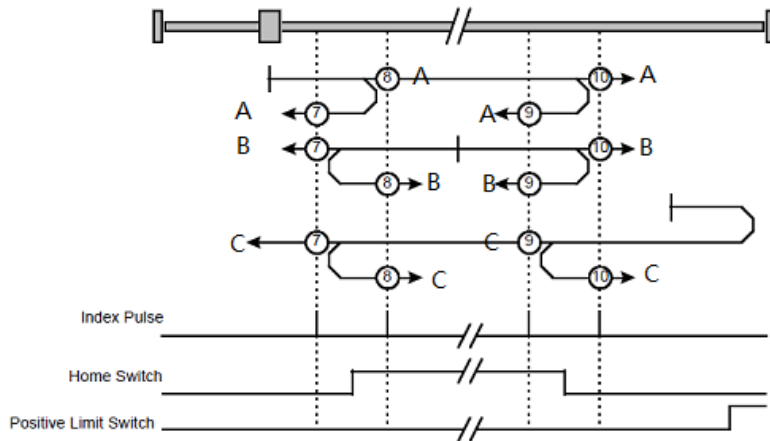 8 A 10 A
A 7 A 9
B 7 10 B
8 B B 9
C 7 C 9
8 C 10 C
Index Pulse
Home Switch
Positive Limit Switch